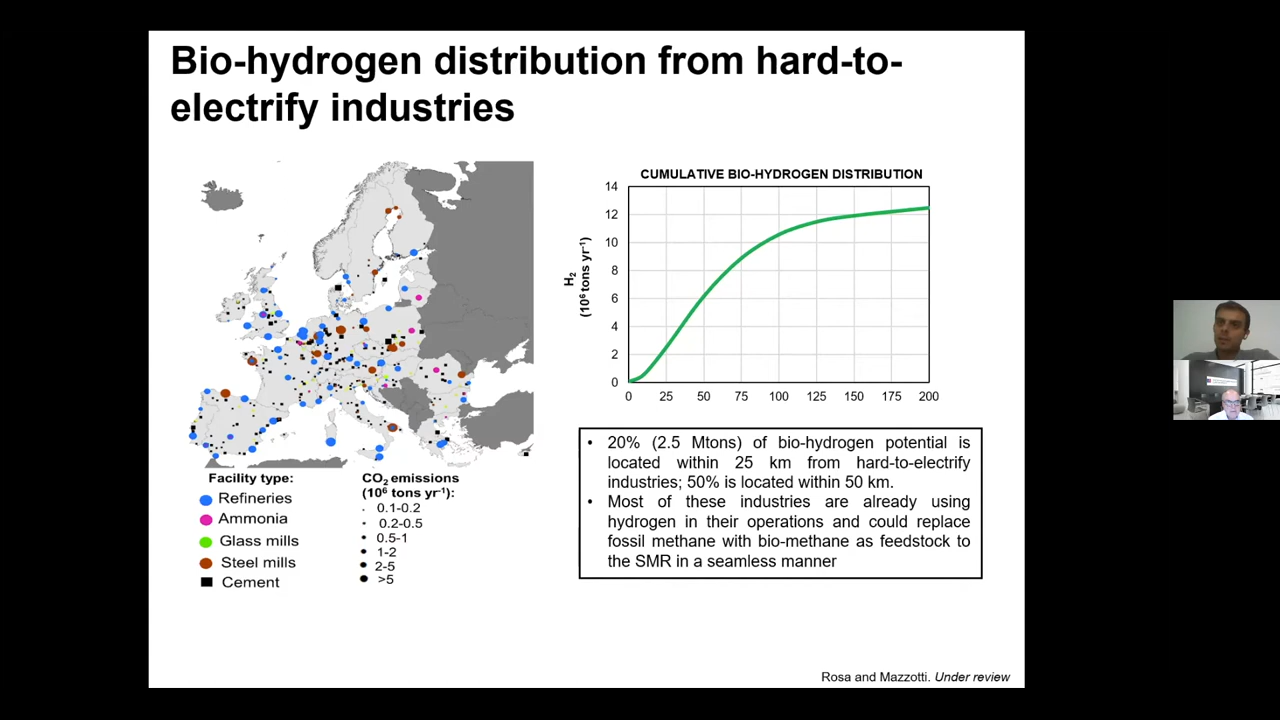 Bio-hydrogen distribution from hard-to-
electrify industries
Facility type:
Refineries
Ammonia
Glass mills
Steel mills
Cement
CO2 emissions
(10⁶ tons yr⁻¹):
0.1-0.2
0.2-0.5
0.5-1
1-2
2-5
>5
CUMULATIVE BIO-HYDROGEN DISTRIBUTION
H2
(10⁶ tons yr⁻¹)
14
12
10
8
6
4
2
0
0 25 50 75 100 125 150 175 200
• 20% (2.5 Mtons) of bio-hydrogen potential is
located within 25 km from hard-to-electrify
industries; 50% is located within 50 km.
• Most of these industries are already using
hydrogen in their operations and could replace
fossil methane with bio-methane as feedstock to
the SMR in a seamless manner
Rosa and Mazzotti. Under review